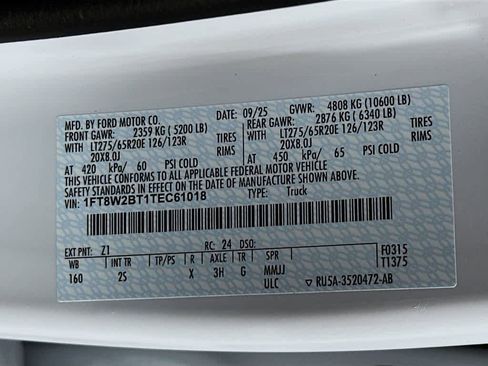 MFD. BY FORD MOTOR CO. 09/25 GVWR: 4808 KG (10600 LB)
FRONT GAWR: 2359 KG (5200 LB) REAR GAWR: 2876 KG (6340 LB)
WITH LT275/65R20E 126/123R TIRES WITH LT275/65R20E 126/123R TIRES
20X8.0J RIMS 20X8.0J RIMS
AT 420 kPa/ 60 PSI COLD AT 450 kPa/ 65 PSI COLD
THIS VEHICLE CONFORMS TO ALL APPLICABLE FEDERAL MOTOR VEHICLE
SAFETY STANDARDS IN EFFECT ON THE DATE OF MANUFACTURE SHOWN ABOVE.
VIN: 1FT8W2BT1TEC61018 TYPE: Truck
EXT PNT: Z1 RC: 24 DSO: F0315
WB INT TR TP/PS R AXLE TR SPR T1375
160 2S X 3H G MMJJ
ULC RU5A-3520472-AB